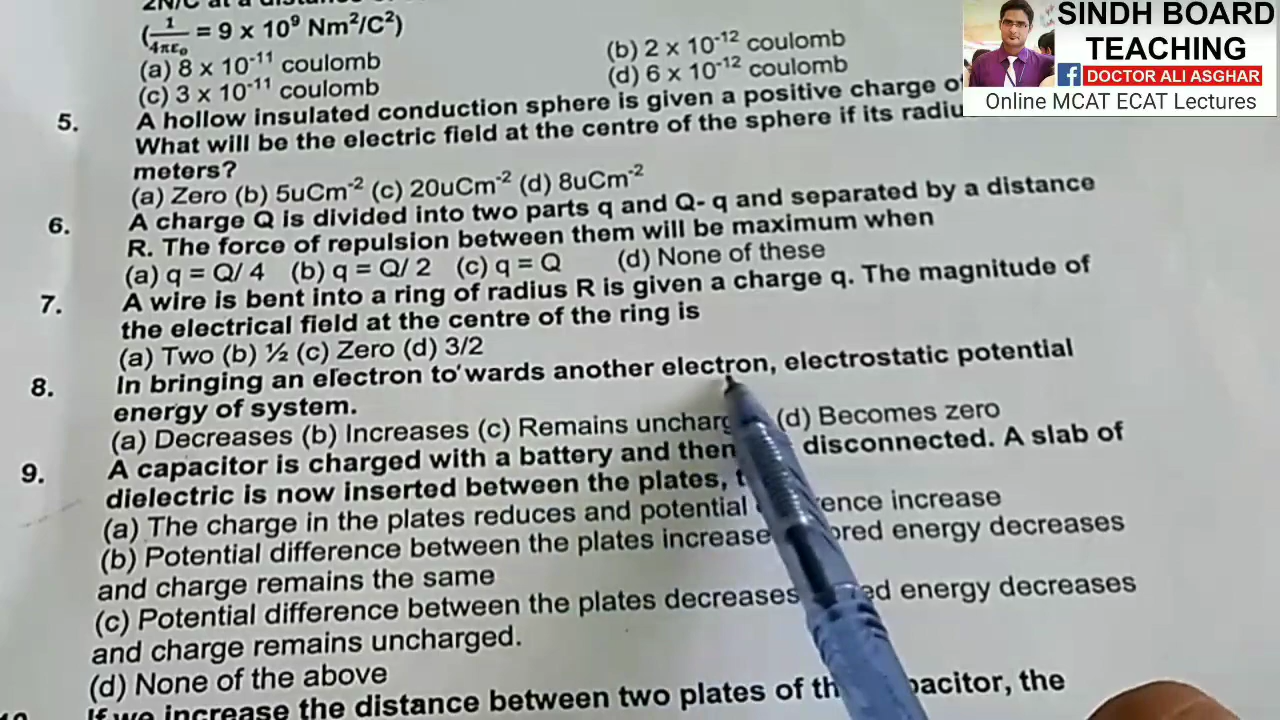 2N/C at a distance of
(1/4πε₀ = 9 x 10⁹ Nm²/C²)
(a) 8 x 10⁻¹¹ coulomb (b) 2 x 10⁻¹² coulomb
(c) 3 x 10⁻¹¹ coulomb (d) 6 x 10⁻¹² coulomb
5. A hollow insulated conduction sphere is given a positive charge
What will be the electric field at the centre of the sphere if its
meters?
(a) Zero (b) 5uCm⁻² (c) 20uCm⁻² (d) 8uCm⁻²
6. A charge Q is divided into two parts q and Q- q and separated by a distance
R. The force of repulsion between them will be maximum when
(a) q = Q/ 4 (b) q = Q/ 2 (c) q = Q (d) None of these
7. A wire is bent into a ring of radius R is given a charge q. The magnitude of
the electrical field at the centre of the ring is
(a) Two (b) ½ (c) Zero (d) 3/2
8. In bringing an electron to'wards another electron, electrostatic potential
energy of system.
(a) Decreases (b) Increases (c) Remains (d) Becomes zero
9. A capacitor is charged with a battery and then disconnected. A slab of
dielectric is now inserted between the plates,
(a) The charge in the plates reduces and potential increase
(b) Potential difference between the plates increase energy decreases
and charge remains the same
(c) Potential difference between the plates decreases energy decreases
and charge remains uncharged.
(d) None of the above
If we increase the distance between two plates of the the
SINDH BOARD
TEACHING
f DOCTOR ALI ASGHAR
Online MCAT ECAT Lectures